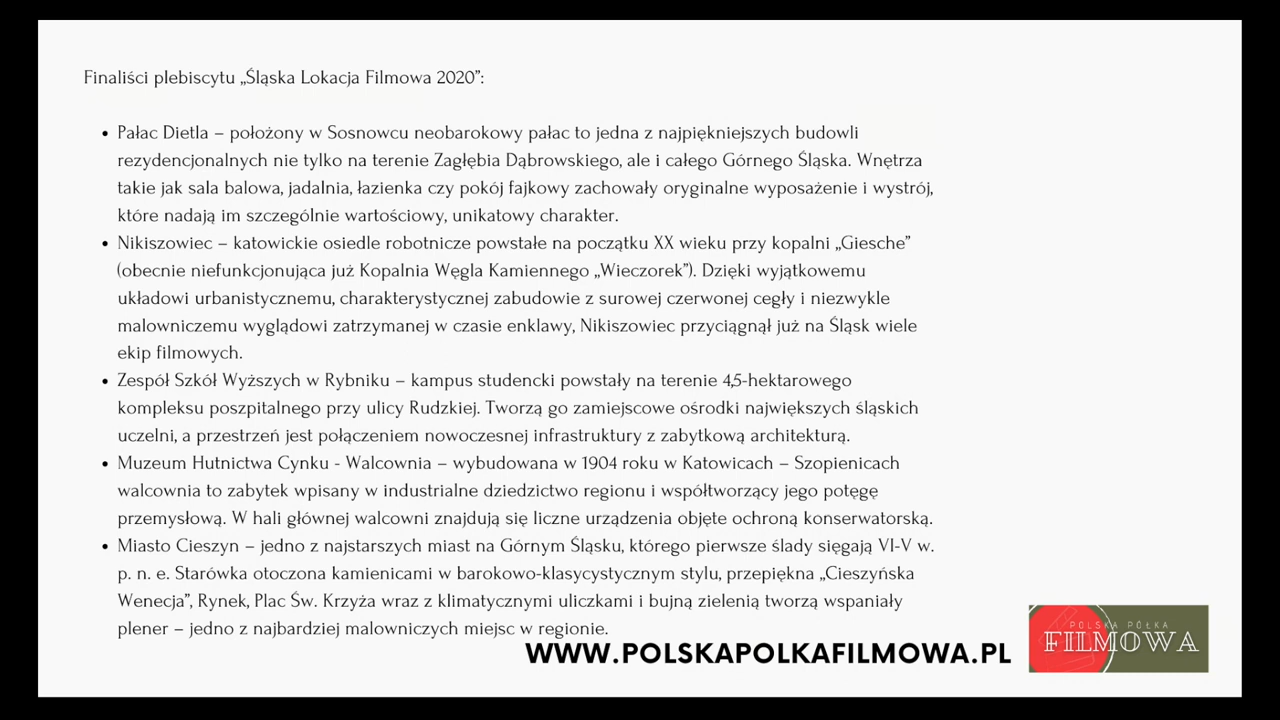 Finaliści plebiscytu „Śląska Lokacja Filmowa 2020”:
• Pałac Dietla – położony w Sosnowcu neobarokowy pałac to jedna z najpiękniejszych budowli
rezydencjonalnych nie tylko na terenie Zagłębia Dąbrowskiego, ale i całego Górnego Śląska. Wnętrza
takie jak sala balowa, jadalnia, łazienka czy pokój fajkowy zachowały oryginalne wyposażenie i wystrój,
które nadają im szczególnie wartościowy, unikatowy charakter.
• Nikiszowiec – katowickie osiedle robotnicze powstałe na początku XX wieku przy kopalni „Giesche”
(obecnie niefunkcjonująca już Kopalnia Węgla Kamiennego „Wieczorek”). Dzięki wyjątkowemu
układowi urbanistycznemu, charakterystycznej zabudowie z surowej czerwonej cegły i niezwykle
malowniczemu wyglądowi zatrzymanej w czasie enklawy, Nikiszowiec przyciągnął już na Śląsk wiele
ekip filmowych.
• Zespół Szkół Wyższych w Rybniku – kampus studencki powstały na terenie 4,5-hektarowego
kompleksu poszpitalnego przy ulicy Rudzkiej. Tworzą go zamiejscowe ośrodki największych śląskich
uczelni, a przestrzeń jest połączeniem nowoczesnej infrastruktury z zabytkową architekturą.
• Muzeum Hutnictwa Cynku - Walcownia – wybudowana w 1904 roku w Katowicach – Szopienicach
walcownia to zabytek wpisany w industrialne dziedzictwo regionu i współtworzący jego potęgę
przemysłową. W hali głównej walcowni znajdują się liczne urządzenia objęte ochroną konserwatorską.
• Miasto Cieszyn – jedno z najstarszych miast na Górnym Śląsku, którego pierwsze ślady sięgają VI-V w.
p. n. e. Starówka otoczona kamienicami w barokowo-klasycystycznym stylu, przepiękna „Cieszyńska
Wenecja”, Rynek, Plac Św. Krzyża wraz z klimatycznymi uliczkami i bujną zielenią tworzą wspaniały
plener – jedno z najbardziej malowniczych miejsc w regionie.
WWW.POLSKAPOLKAFILMOWA.PL
POLSKA PÓŁKA
FILMOWA